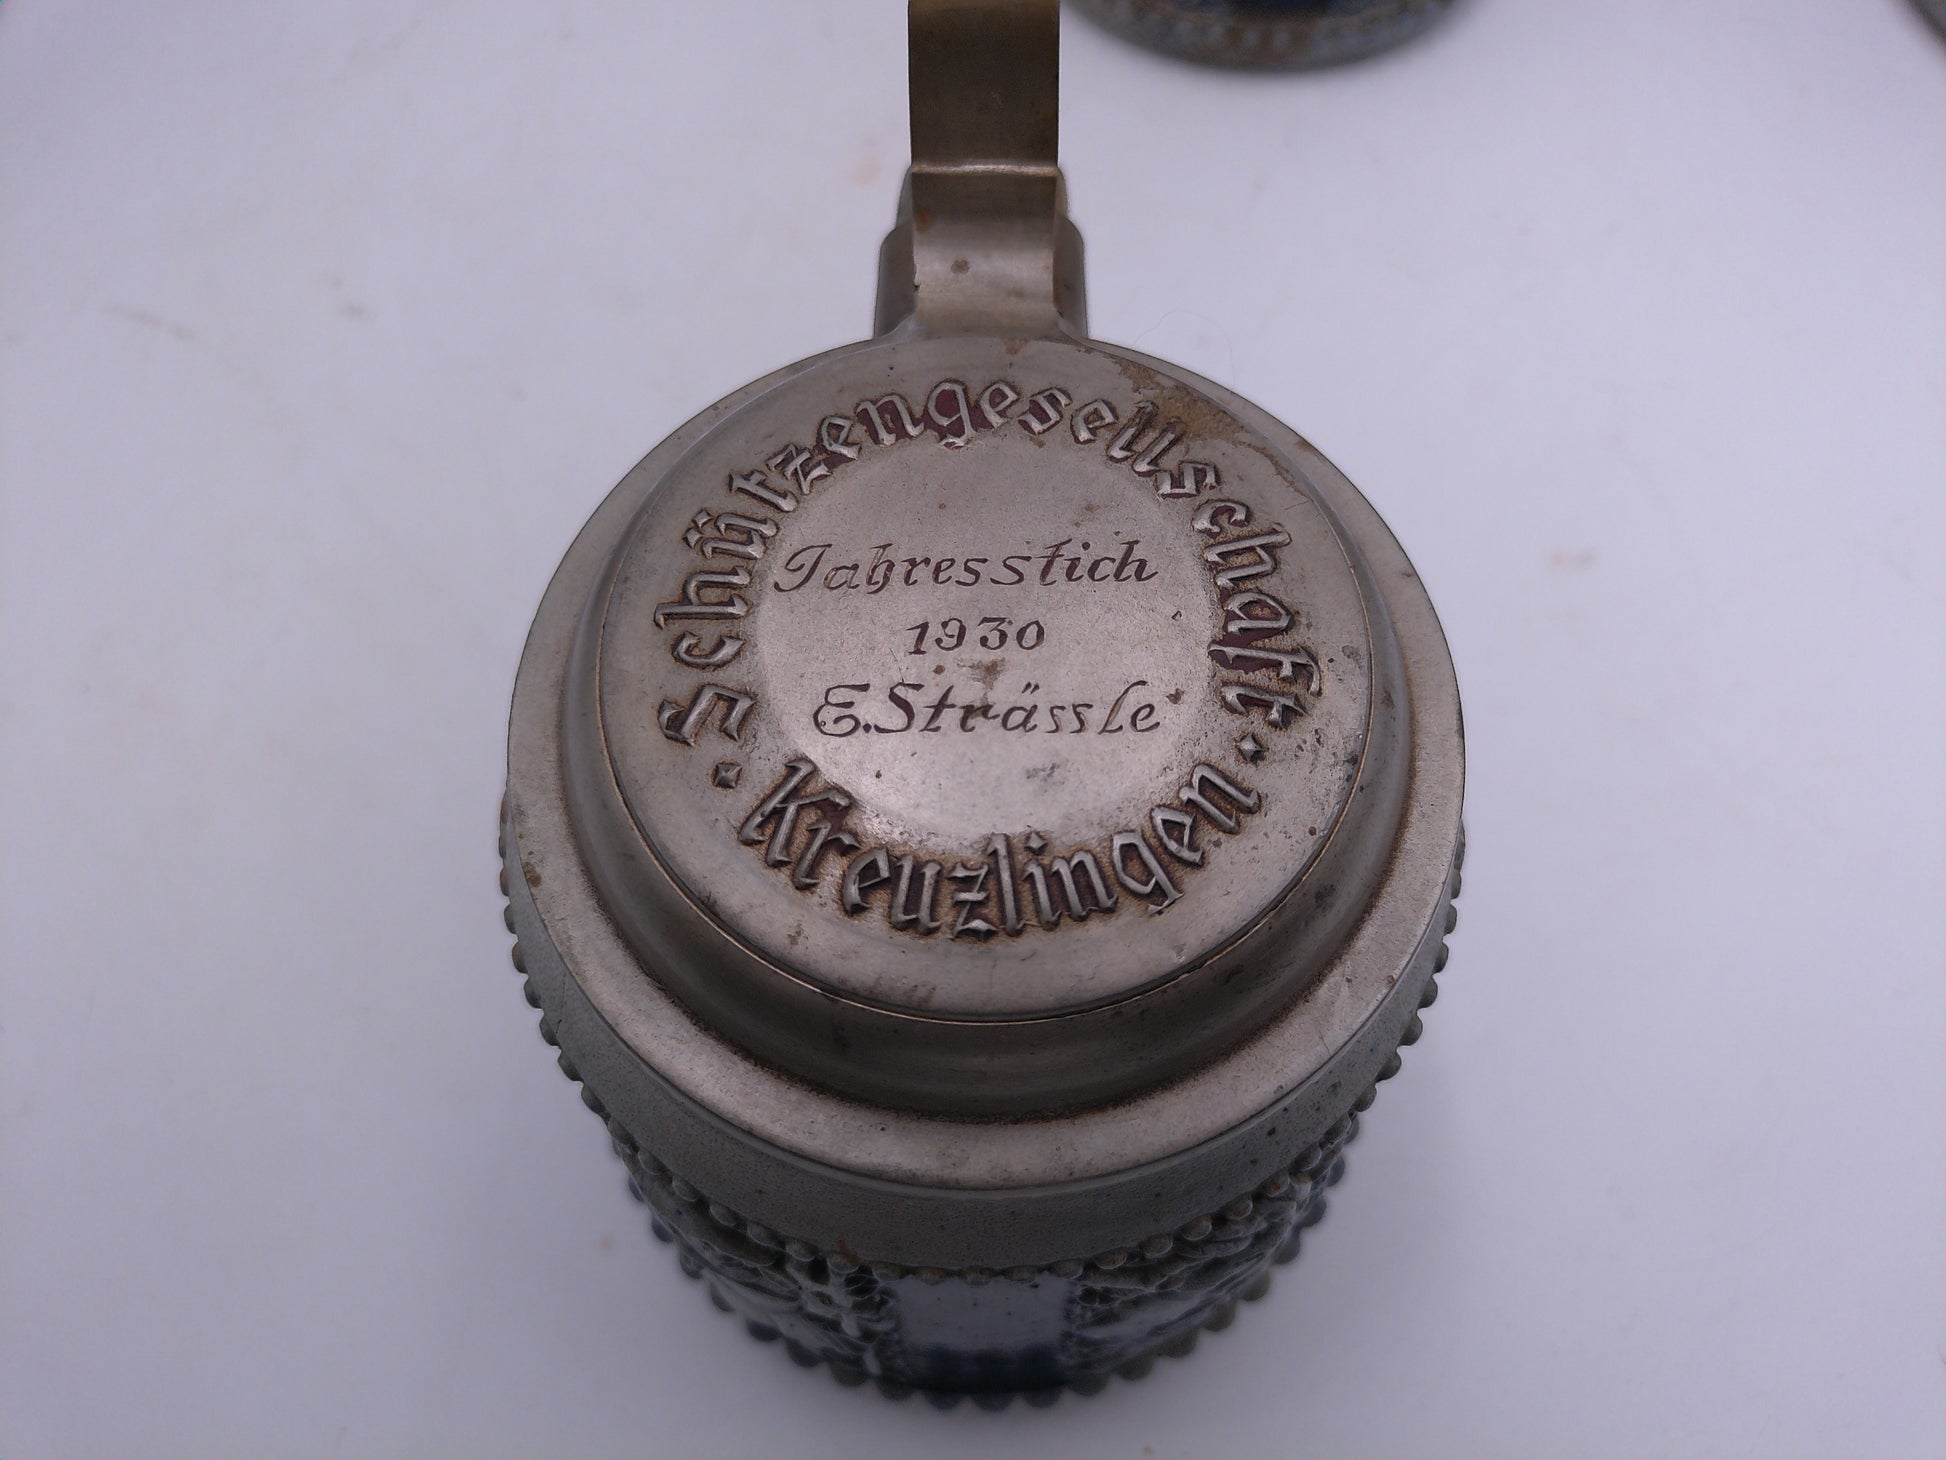 Schützengesellschaft
Jahresstich
1930
E. Strässle
Kreuzlingen